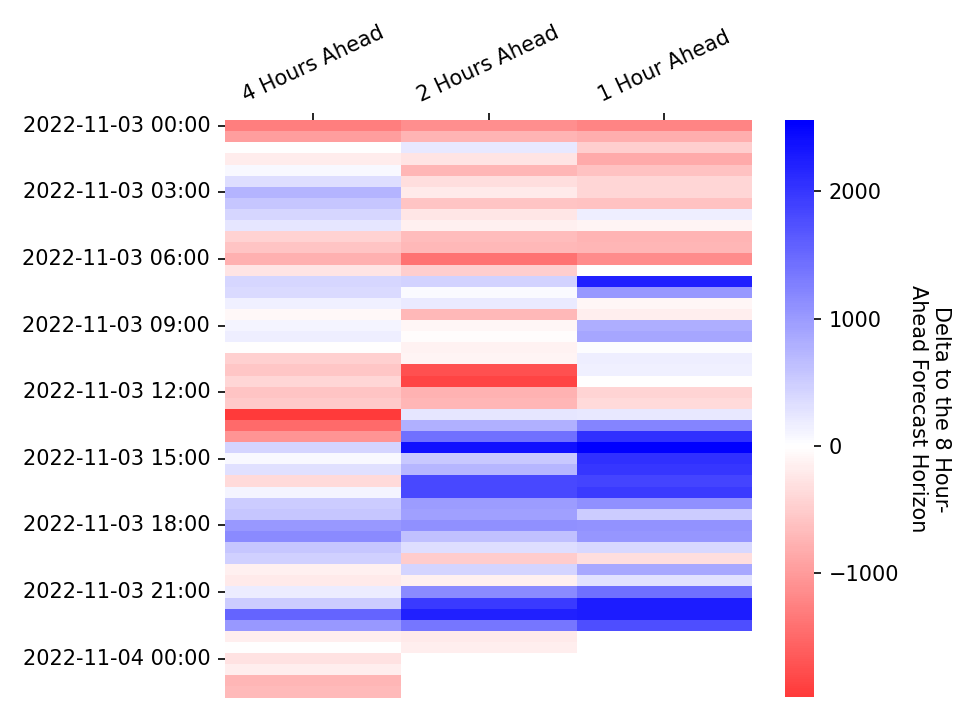 4 Hours Ahead
2 Hours Ahead
1 Hour Ahead
2022-11-03 00:00
2022-11-03 03:00
2022-11-03 06:00
2022-11-03 09:00
2022-11-03 12:00
2022-11-03 15:00
2022-11-03 18:00
2022-11-03 21:00
2022-11-04 00:00
2000
1000
0
−1000
Delta to the 8 Hour-
Ahead Forecast Horizon